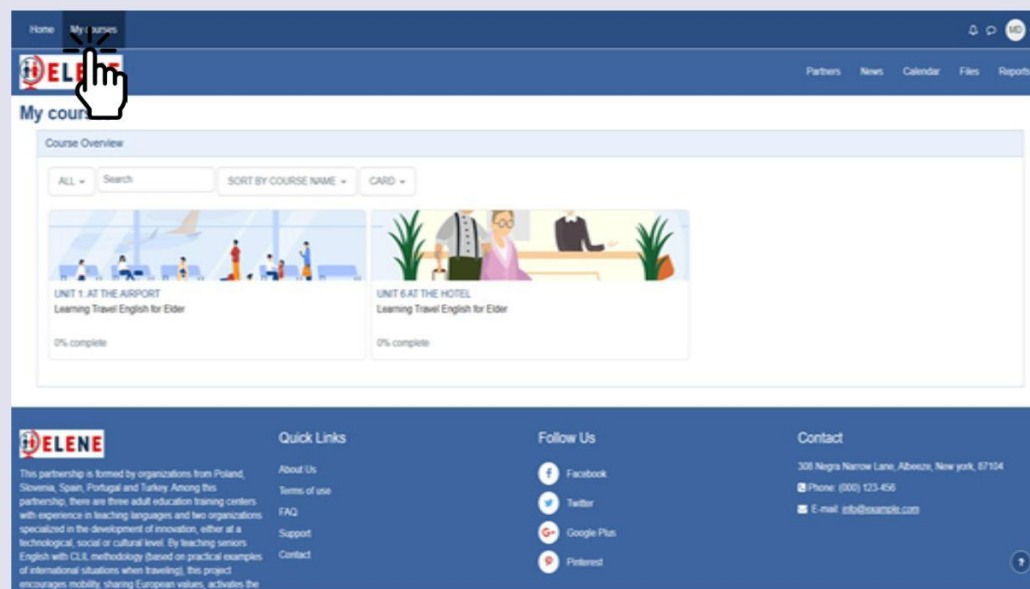 Home My courses
MD
ELENE
Partners News Calendar Files Reports
My cour
Course Overview
ALL Search SORT BY COURSE NAME CARD
UNIT 1. AT THE AIRPORT
Learning Travel English for Elder
0% complete
UNIT 6 AT THE HOTEL
Learning Travel English for Elder
0% complete
ELENE
This partnership is formed by organizations from Poland,
Slovenia, Spain, Portugal and Turkey. Among this
partnership, there are three adult education training centers
with experience in teaching languages and two organizations
specialized in the development of innovation, either at a
technological, social or cultural level. By teaching seniors
English with CLIL methodology (based on practical examples
of international situations when traveling), this project
encourages mobility, sharing European values, activates the
Quick Links
About Us
Terms of use
FAQ
Support
Contact
Follow Us
Facebook
Twitter
Google Plus
Pinterest
Contact
308 Negra Narrow Lane, Albeeze, New york, 87104
Phone: (000) 123-456
E-mail: info@example.com
?